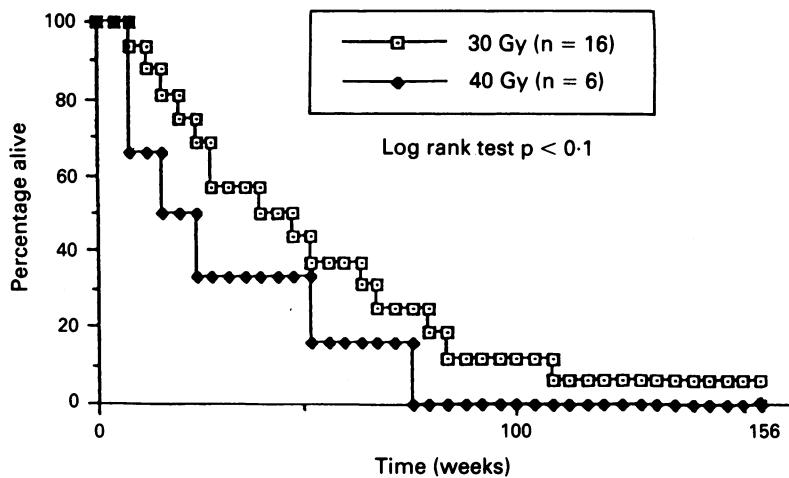 100
80
60
40
20
0
Percentage alive
30 Gy (n = 16)
40 Gy (n = 6)
Log rank test p < 0·1
0
100
156
Time (weeks)